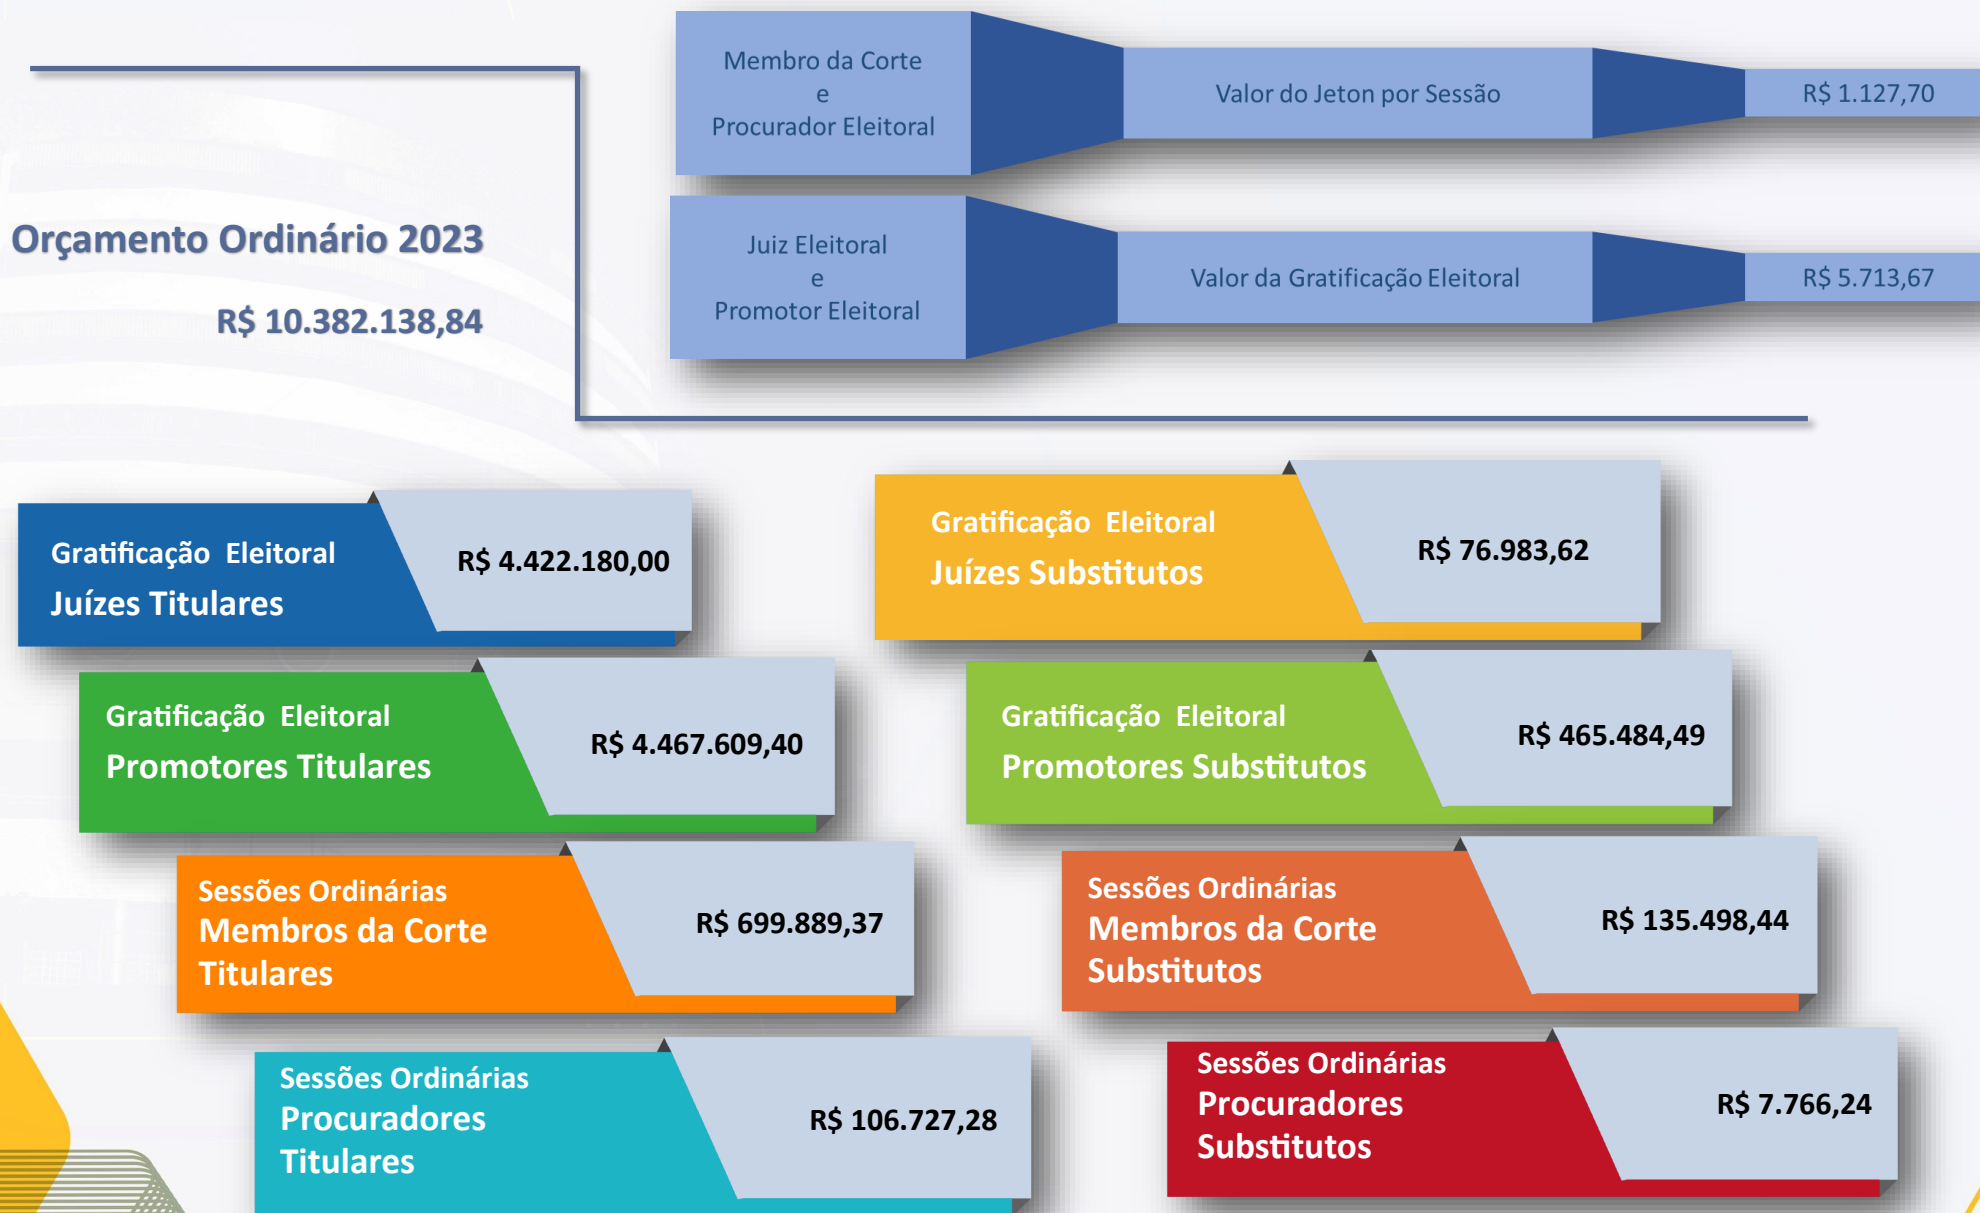 Orçamento Ordinário 2023
R$ 10.382.138,84
Membro da Corte
e
Procurador Eleitoral
Valor do Jeton por Sessão
R$ 1.127,70
Juiz Eleitoral
e
Promotor Eleitoral
Valor da Gratificação Eleitoral
R$ 5.713,67
Gratificação Eleitoral
Juízes Titulares
R$ 4.422.180,00
Gratificação Eleitoral
Juízes Substitutos
R$ 76.983,62
Gratificação Eleitoral
Promotores Titulares
R$ 4.467.609,40
Gratificação Eleitoral
Promotores Substitutos
R$ 465.484,49
Sessões Ordinárias
Membros da Corte
Titulares
R$ 699.889,37
Sessões Ordinárias
Membros da Corte
Substitutos
R$ 135.498,44
Sessões Ordinárias
Procuradores
Titulares
R$ 106.727,28
Sessões Ordinárias
Procuradores
Substitutos
R$ 7.766,24